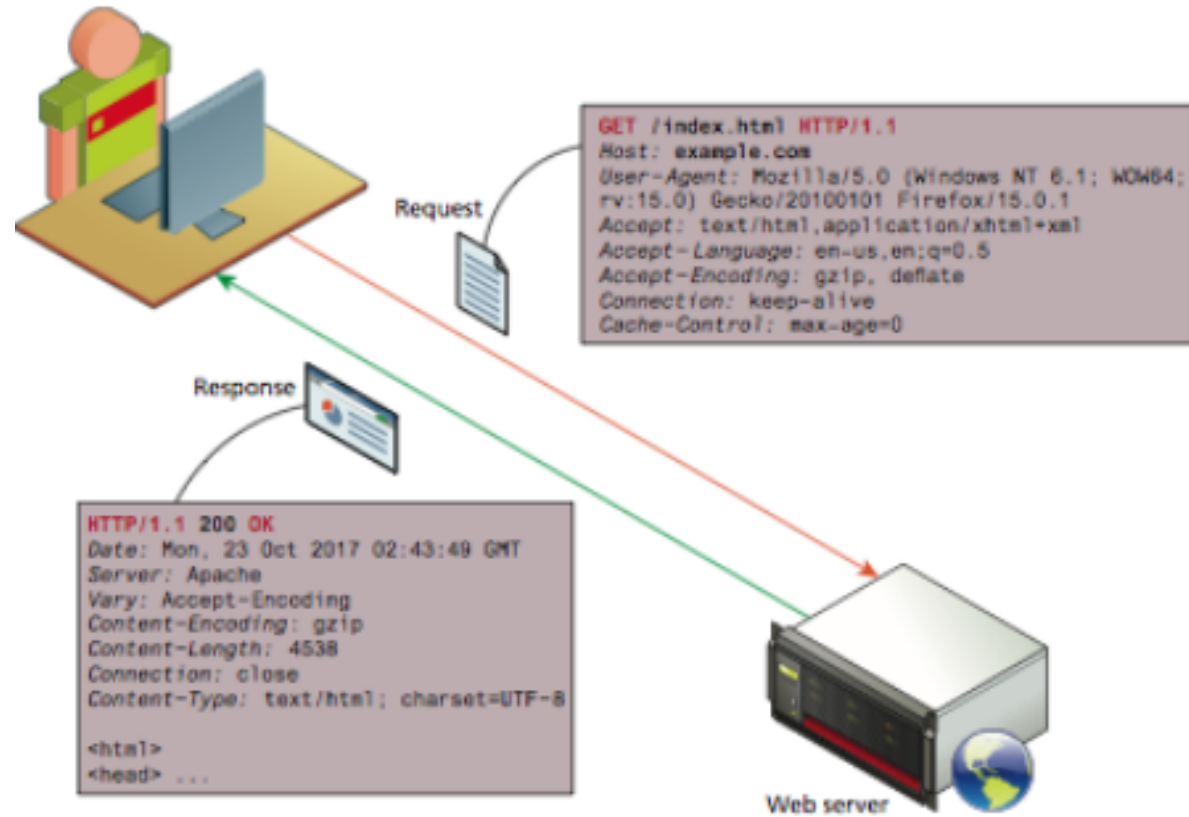 GET /index.html HTTP/1.1
Host: example.com
User-Agent: Mozilla/5.0 (Windows NT 6.1; WOW64;
rv:15.0) Gecko/20100101 Firefox/15.0.1
Accept: text/html,application/xhtml+xml
Accept-Language: en-us,en;q=0.5
Accept-Encoding: gzip, deflate
Connection: keep-alive
Cache-Control: max-age=0
Request
Response
HTTP/1.1 200 OK
Date: Mon, 23 Oct 2017 02:43:49 GMT
Server: Apache
Vary: Accept-Encoding
Content-Encoding: gzip
Content-Length: 4538
Connection: close
Content-Type: text/html; charset=UTF-8
<html>
<head> ...
Web server